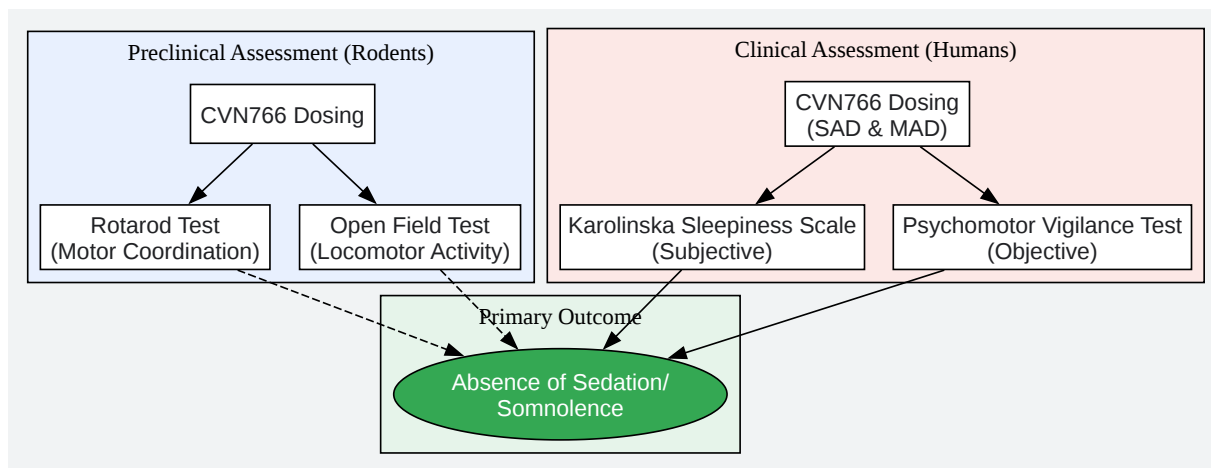 Preclinical Assessment (Rodents)
CVN766 Dosing
Rotarod Test
(Motor Coordination)
Open Field Test
(Locomotor Activity)
Clinical Assessment (Humans)
CVN766 Dosing
(SAD & MAD)
Karolinska Sleepiness Scale
(Subjective)
Psychomotor Vigilance Test
(Objective)
Primary Outcome
Absence of Sedation/
Somnolence